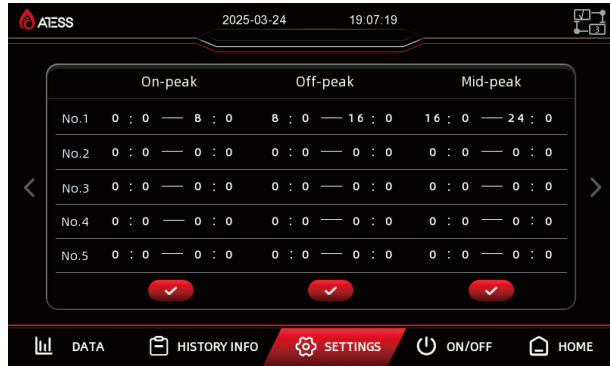 ATESS 2025-03-24 19:07:19
3
On-peak Off-peak Mid-peak
No.1 0 : 0 — 8 : 0 8 : 0 — 16 : 0 16 : 0 — 24 : 0
No.2 0 : 0 — 0 : 0 0 : 0 — 0 : 0 0 : 0 — 0 : 0
No.3 0 : 0 — 0 : 0 0 : 0 — 0 : 0 0 : 0 — 0 : 0
No.4 0 : 0 — 0 : 0 0 : 0 — 0 : 0 0 : 0 — 0 : 0
No.5 0 : 0 — 0 : 0 0 : 0 — 0 : 0 0 : 0 — 0 : 0
DATA HISTORY INFO SETTINGS ON/OFF HOME